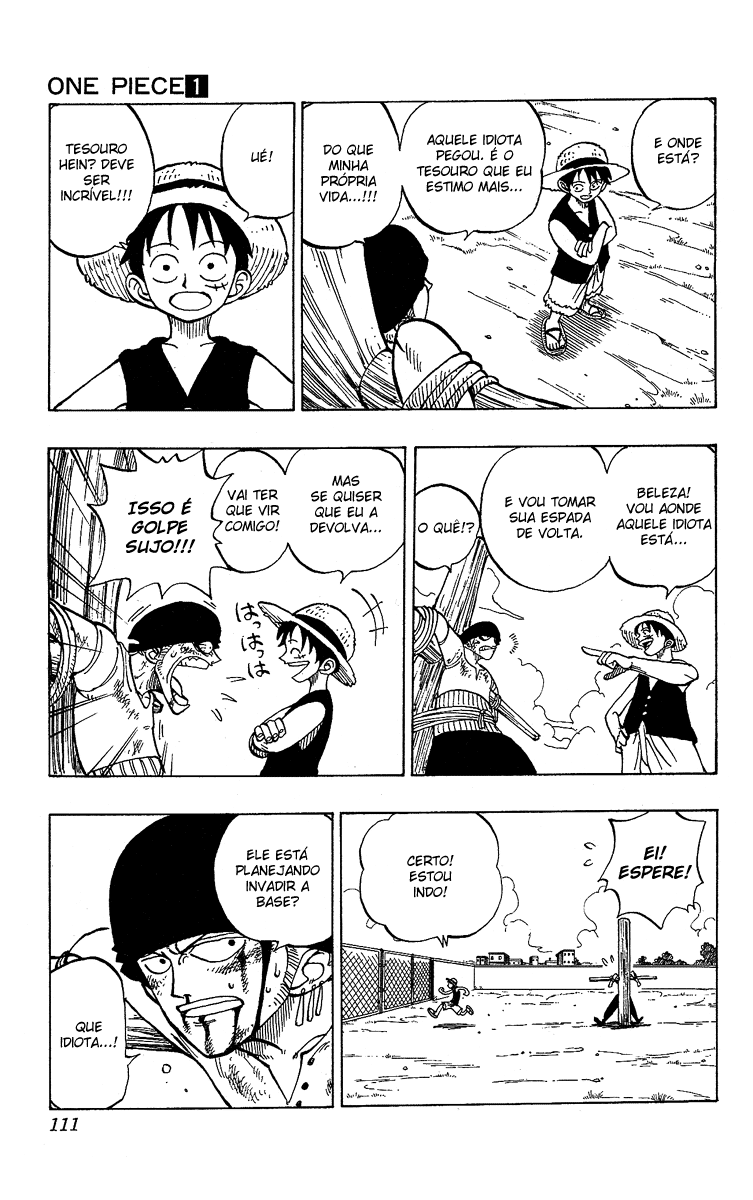 ONE PIECE 1
E ONDE
ESTÁ?
AQUELE IDIOTA
PEGOU. É O
TESOURO QUE EU
ESTIMO MAIS...
DO QUE
MINHA
PRÓPRIA
VIDA...!!!
UÉ!
TESOURO
HEIN? DEVE
SER
INCRÍVEL!!!
BELEZA!
VOU AONDE
AQUELE IDIOTA
ESTÁ...
E VOU TOMAR
SUA ESPADA
DE VOLTA.
O QUÊ!?
MAS
SE QUISER
QUE EU A
DEVOLVA...
VAI TER
QUE VIR
COMIGO!
はっはっは
ISSO É
GOLPE
SUJO!!!
EI!
ESPERE!
CERTO!
ESTOU
INDO!
ELE ESTÁ
PLANEJANDO
INVADIR A
BASE?
QUE
IDIOTA...!
111